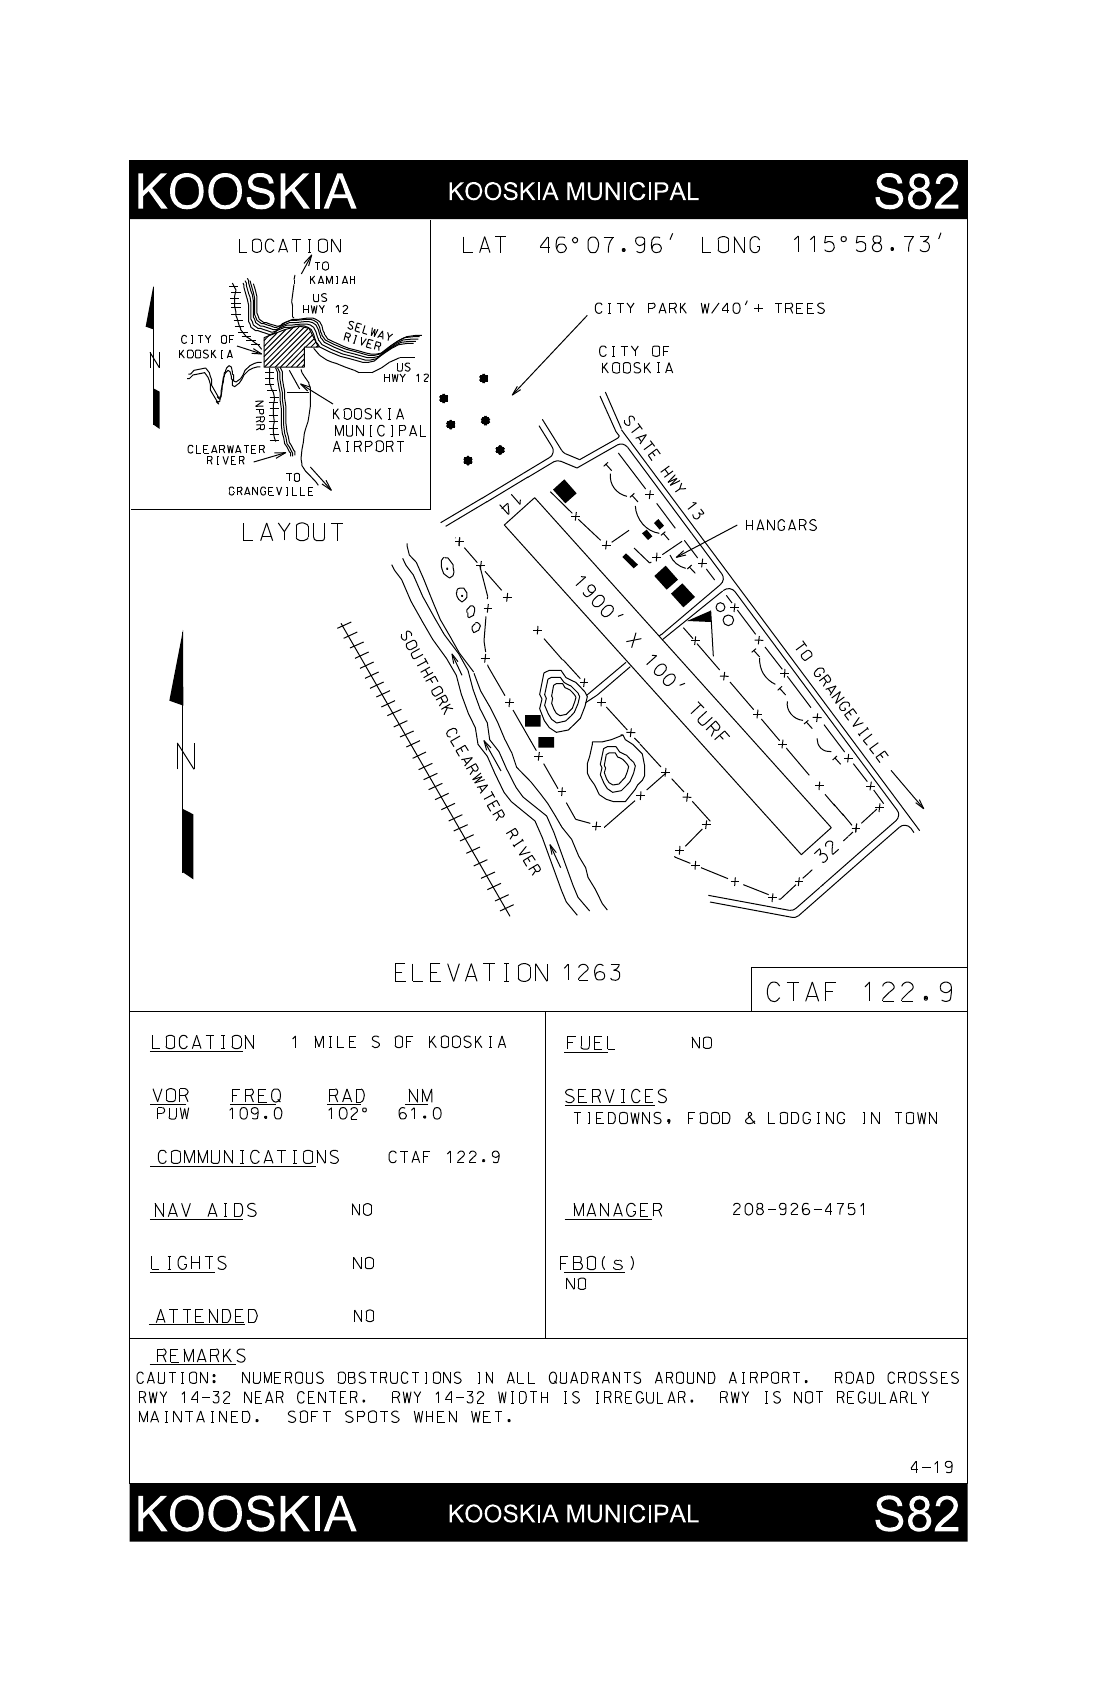 KOOSKIA KOOSKIA MUNICIPAL S82
LOCATION
TO
KAMIAH
US
HWY 12
SELWAY
RIVER
CITY OF
KOOSKIA
US
HWY 12
N
NPRR
KOOSKIA
MUNICIPAL
AIRPORT
CLEARWATER
RIVER
TO
GRANGEVILLE
LAT 46°07.96' LONG 115°58.73'
CITY PARK W/40'+ TREES
CITY OF
KOOSKIA
STATE HWY 13
14
LAYOUT
HANGARS
1900' X 100' TURF
TO GRANGEVILLE
SOUTHFORK CLEARWATER RIVER
N
32
ELEVATION 1263
CTAF 122.9
LOCATION 1 MILE S OF KOOSKIA
VOR FREQ RAD NM
PUW 109.0 102° 61.0
COMMUNICATIONS CTAF 122.9
NAV AIDS NO
LIGHTS NO
ATTENDED NO
FUEL NO
SERVICES
TIEDOWNS, FOOD & LODGING IN TOWN
MANAGER 208-926-4751
FBO(s)
NO
REMARKS
CAUTION: NUMEROUS OBSTRUCTIONS IN ALL QUADRANTS AROUND AIRPORT. ROAD CROSSES
RWY 14-32 NEAR CENTER. RWY 14-32 WIDTH IS IRREGULAR. RWY IS NOT REGULARLY
MAINTAINED. SOFT SPOTS WHEN WET.
4-19
KOOSKIA KOOSKIA MUNICIPAL S82